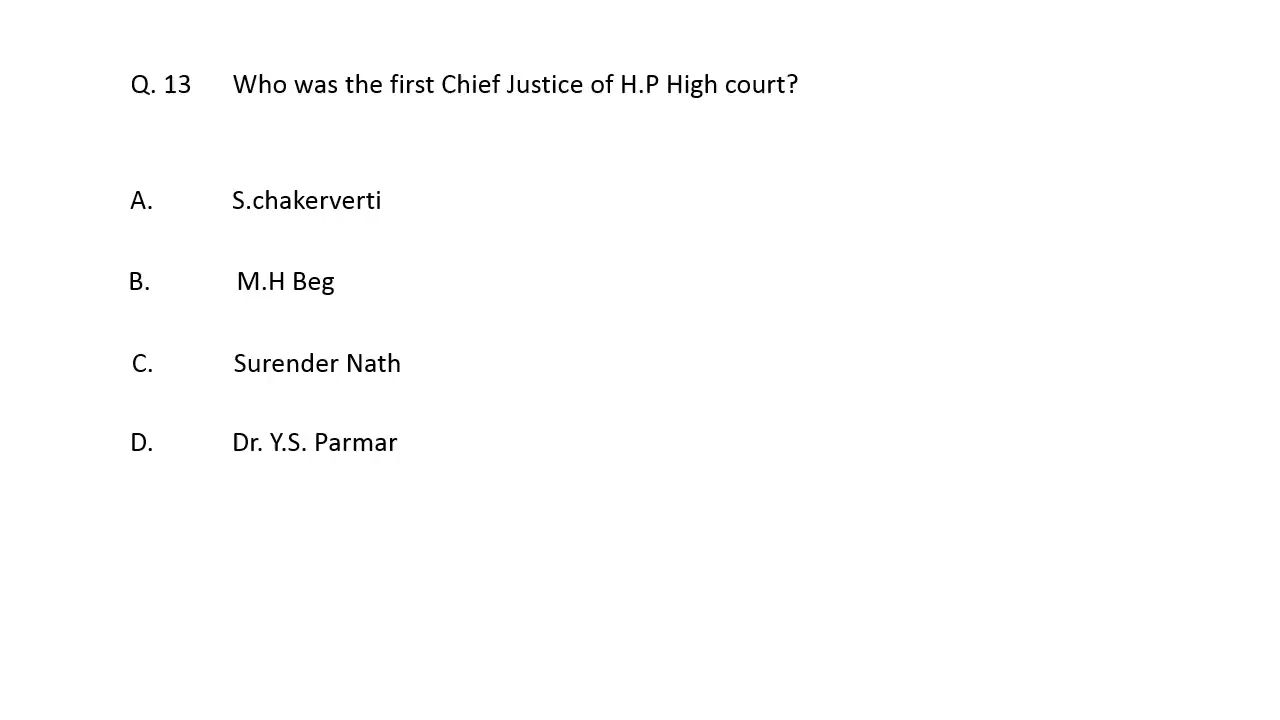 Q. 13 Who was the first Chief Justice of H.P High court?
A. S.chakerverti
B. M.H Beg
C. Surender Nath
D. Dr. Y.S. Parmar